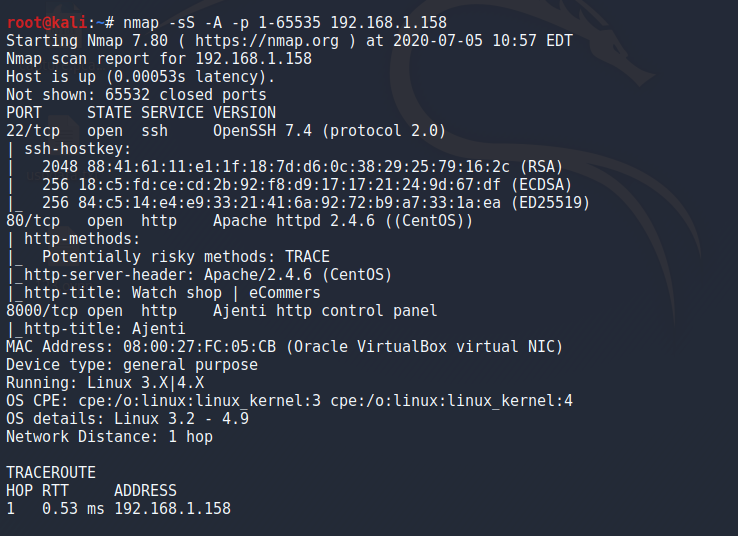 root@kali:~# nmap -sS -A -p 1-65535 192.168.1.158
Starting Nmap 7.80 ( https://nmap.org ) at 2020-07-05 10:57 EDT
Nmap scan report for 192.168.1.158
Host is up (0.00053s latency).
Not shown: 65532 closed ports
PORT     STATE SERVICE VERSION
22/tcp   open  ssh     OpenSSH 7.4 (protocol 2.0)
| ssh-hostkey:
|   2048 88:41:61:11:e1:1f:18:7d:d6:0c:38:29:25:79:16:2c (RSA)
|   256 18:c5:fd:ce:cd:2b:92:f8:d9:17:17:21:24:9d:67:df (ECDSA)
|_  256 84:c5:14:e4:e9:33:21:41:6a:92:72:b9:a7:33:1a:ea (ED25519)
80/tcp   open  http    Apache httpd 2.4.6 ((CentOS))
| http-methods:
|_  Potentially risky methods: TRACE
|_http-server-header: Apache/2.4.6 (CentOS)
|_http-title: Watch shop | eCommers
8000/tcp open  http    Ajenti http control panel
|_http-title: Ajenti
MAC Address: 08:00:27:FC:05:CB (Oracle VirtualBox virtual NIC)
Device type: general purpose
Running: Linux 3.X|4.X
OS CPE: cpe:/o:linux:linux_kernel:3 cpe:/o:linux:linux_kernel:4
OS details: Linux 3.2 - 4.9
Network Distance: 1 hop

TRACEROUTE
HOP RTT     ADDRESS
1   0.53 ms 192.168.1.158